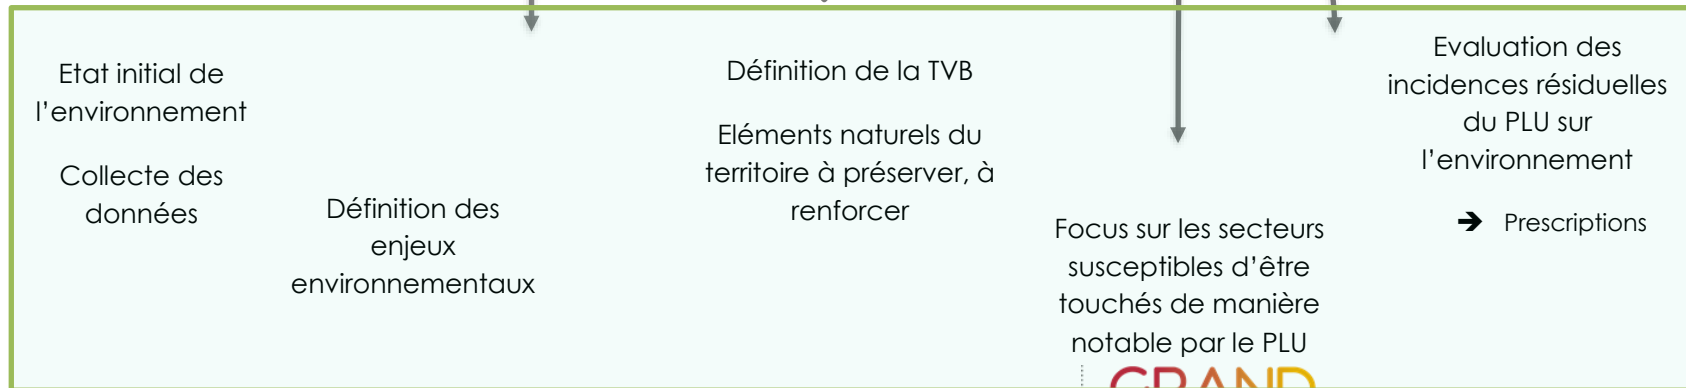 Etat initial de
l'environnement
Collecte des
données
Définition des
enjeux
environnementaux
Définition de la TVB
Eléments naturels du
territoire à préserver, à
renforcer
Focus sur les secteurs
susceptibles d'être
touchés de manière
notable par le PLU
Evaluation des
incidences résiduelles
du PLU sur
l'environnement
➔ Prescriptions
GRAND